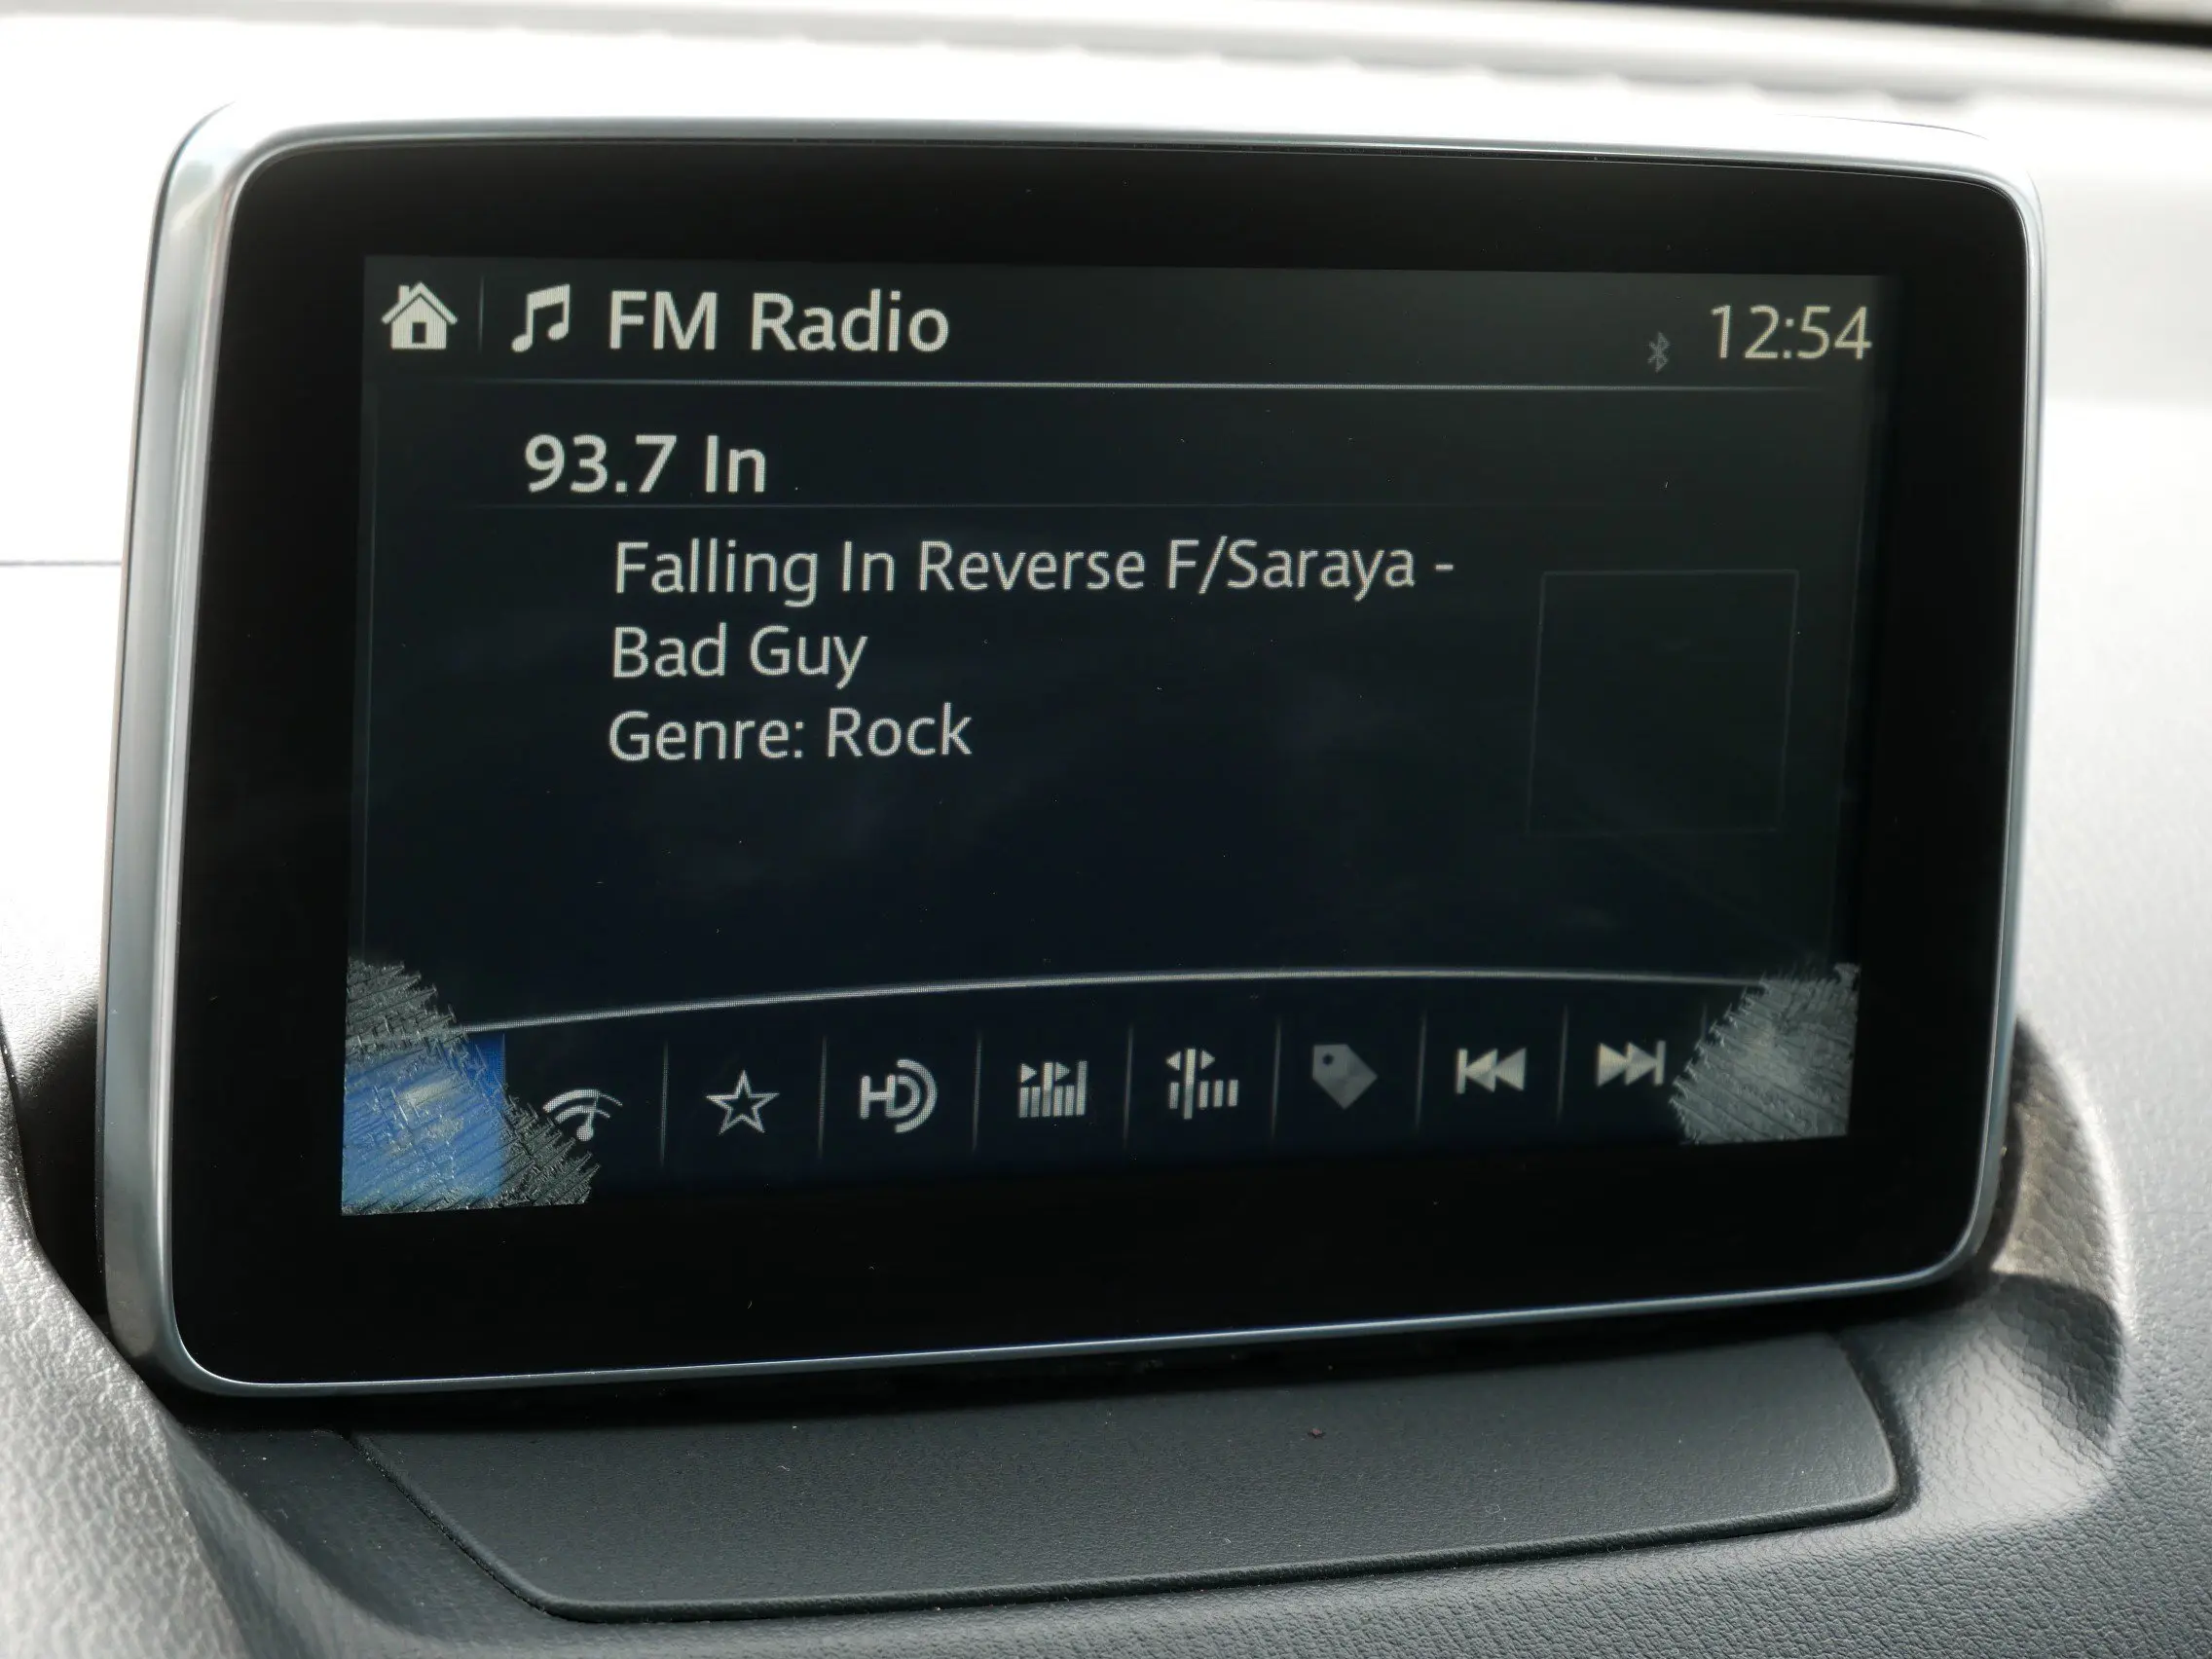 FM Radio
12:54
93.7 In
Falling In Reverse F/Saraya -
Bad Guy
Genre: Rock
HD